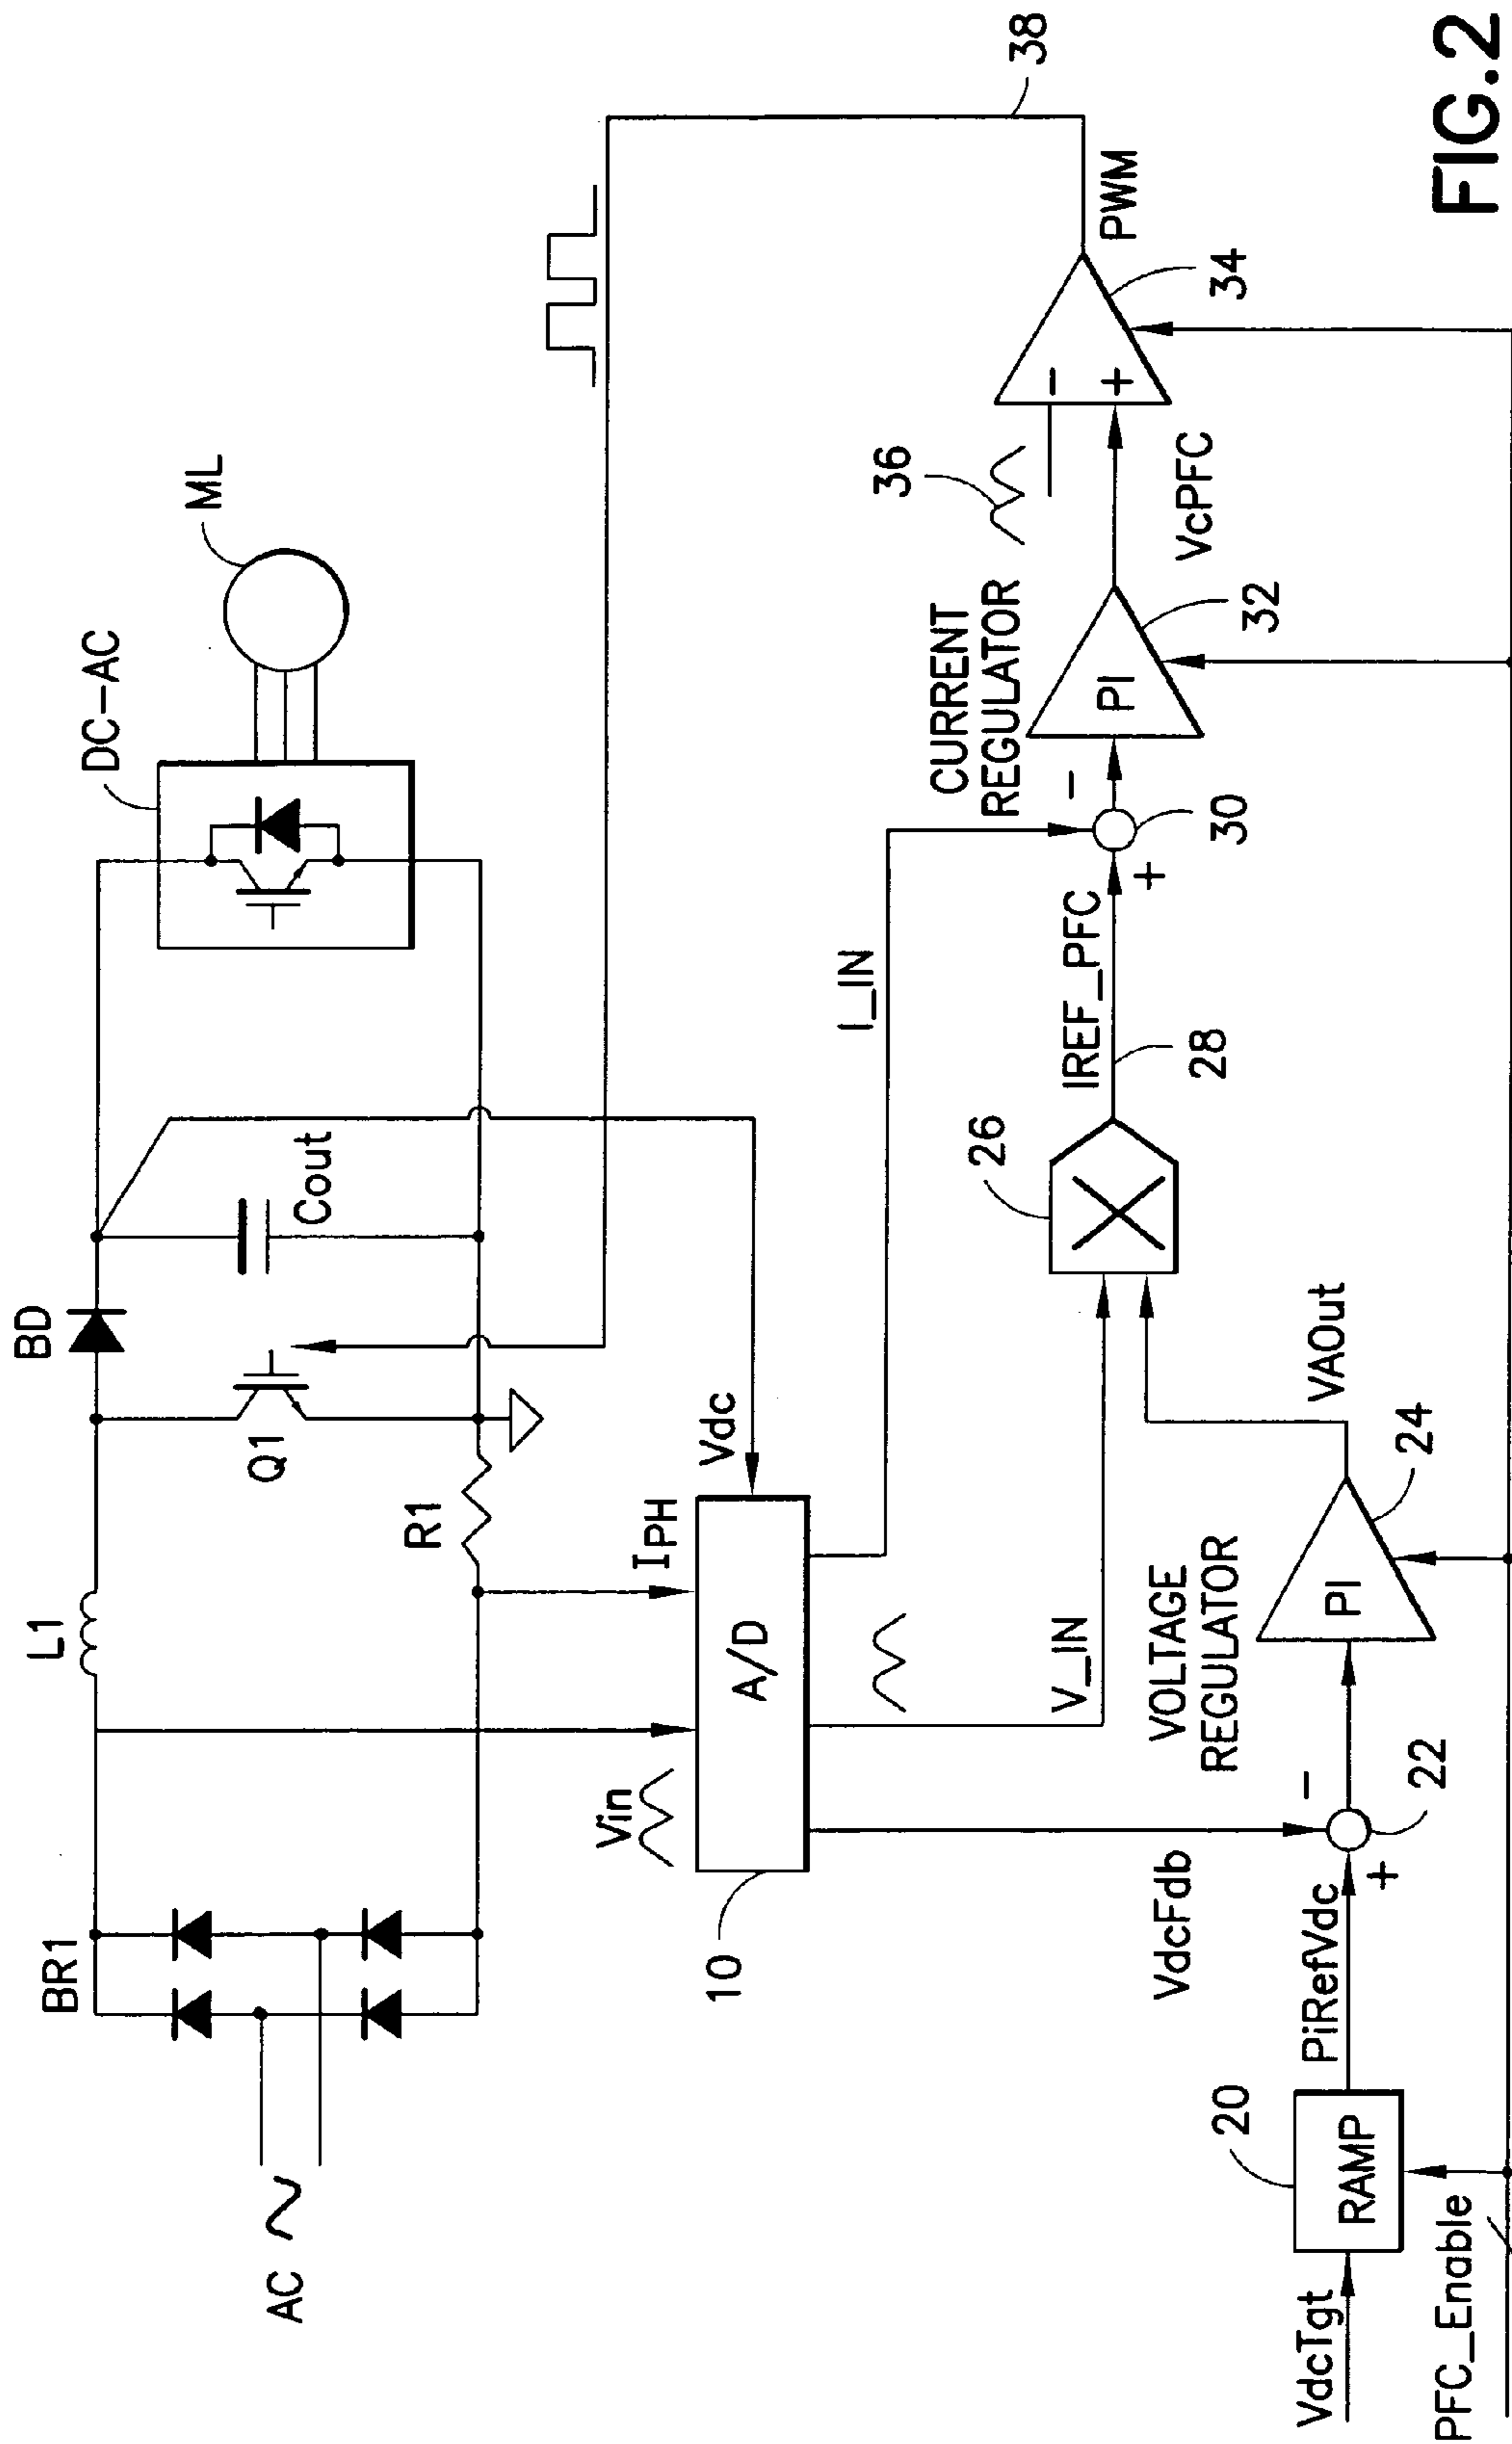 BR1
L1
BD
DC-AC
ML
AC
Q1
Cout
R1
Vin
IPH
Vdc
10
A/D
I_IN
V_IN
VdcFdb
VOLTAGE
REGULATOR
26
IREF_PFC
28
CURRENT
REGULATOR
36
38
20
VdcTgt
RAMP
PiRefVdc
+
-
22
PI
24
VAOut
+
-
30
PI
32
VcPFC
-
+
34
PWM
PFC_Enable
FIG.2